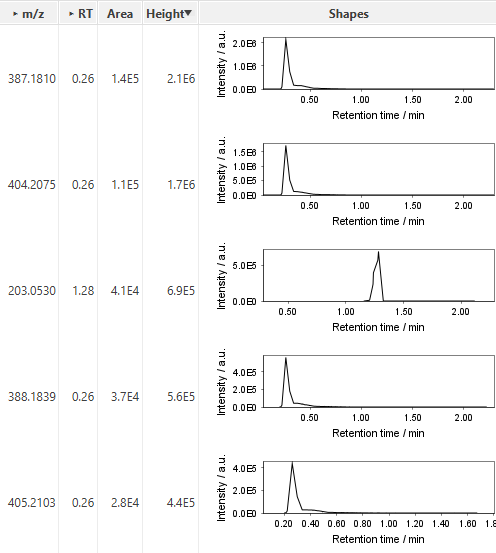 ▸ m/z ▸ RT Area Height▼ Shapes
387.1810 0.26 1.4E5 2.1E6
Intensity / a.u.
2.0E6
1.0E6
0.0E0
0.50 1.00 1.50 2.00
Retention time / min
404.2075 0.26 1.1E5 1.7E6
Intensity / a.u.
1.5E6
1.0E6
5.0E5
0.0E0
0.50 1.00 1.50 2.00
Retention time / min
203.0530 1.28 4.1E4 6.9E5
Intensity / a.u.
5.0E5
0.0E0
0.50 1.00 1.50 2.00
Retention time / min
388.1839 0.26 3.7E4 5.6E5
Intensity / a.u.
4.0E5
2.0E5
0.0E0
0.50 1.00 1.50 2.00
Retention time / min
405.2103 0.26 2.8E4 4.4E5
Intensity / a.u.
4.0E5
2.0E5
0.0E0
0.20 0.40 0.60 0.80 1.00 1.20 1.40 1.60 1.8
Retention time / min